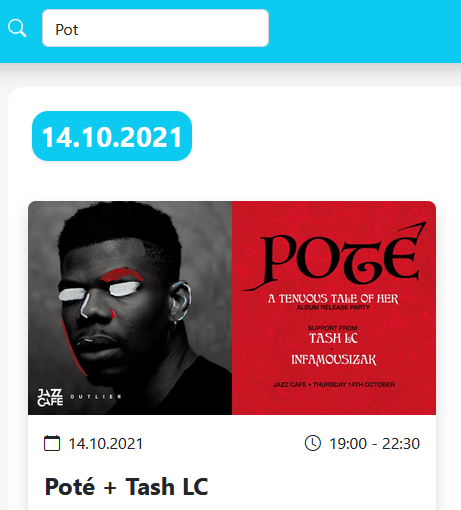 Pot
14.10.2021
POTÉ
A TENUOUS TALE OF HER
ALBUM RELEASE PARTY
SUPPORT FROM
TASH LC
INFAMOUSIZAK
JAZZ CAFE • THURSDAY 14TH OCTOBER
JAZZ
CAFE
OUTLIER
14.10.2021
19:00 - 22:30
Poté + Tash LC